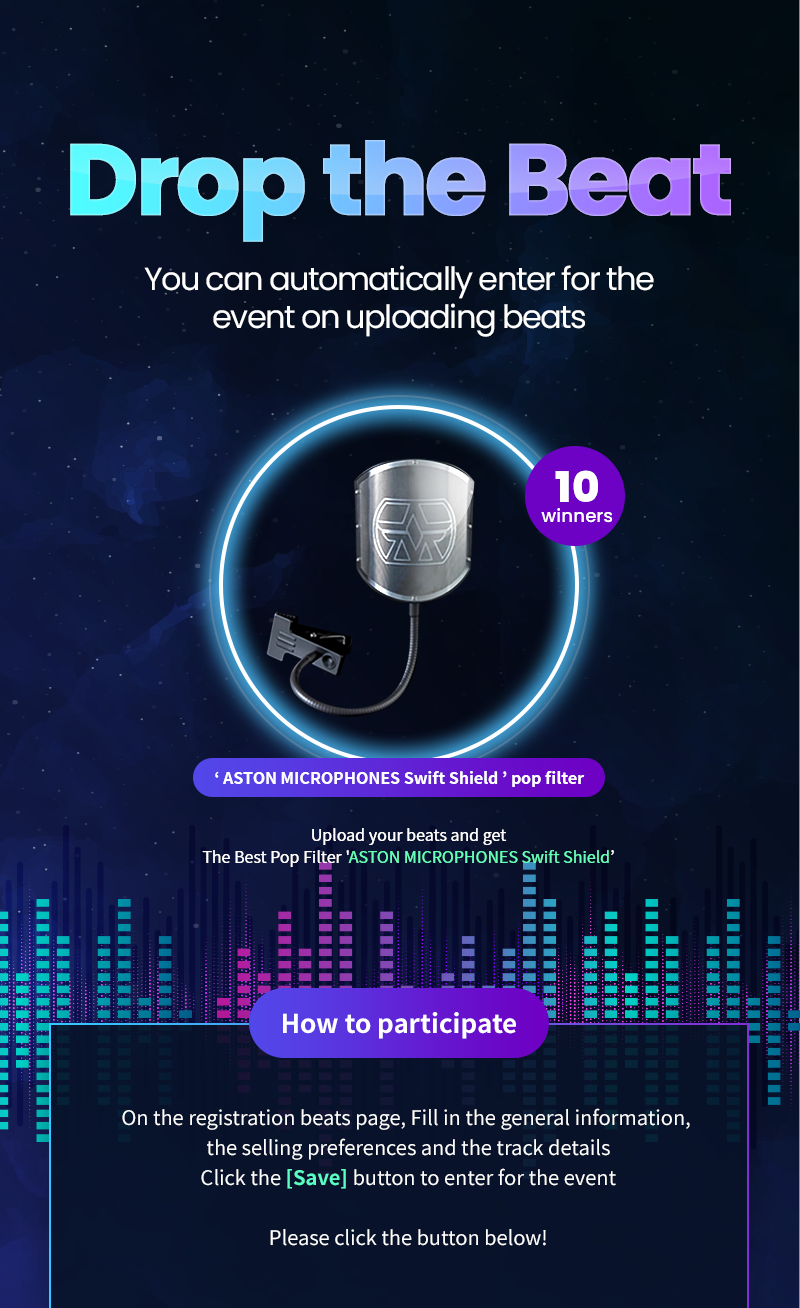 Drop the Beat
You can automatically enter for the
event on uploading beats
10
winners
‘ ASTON MICROPHONES Swift Shield ’ pop filter
Upload your beats and get
The Best Pop Filter 'ASTON MICROPHONES Swift Shield’
How to participate
On the registration beats page, Fill in the general information,
the selling preferences and the track details
Click the [Save] button to enter for the event
Please click the button below!